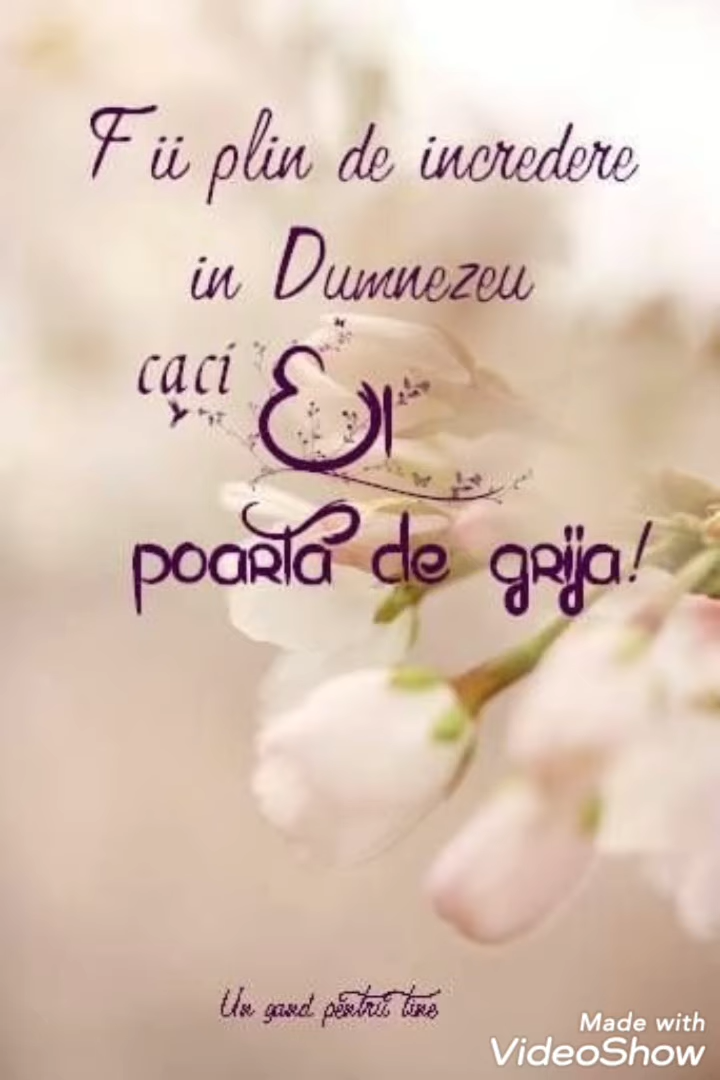 Fii plin de incredere
in Dumnezeu
caci El
poarta de grija!
Un gand pentru tine
Made with
VideoShow